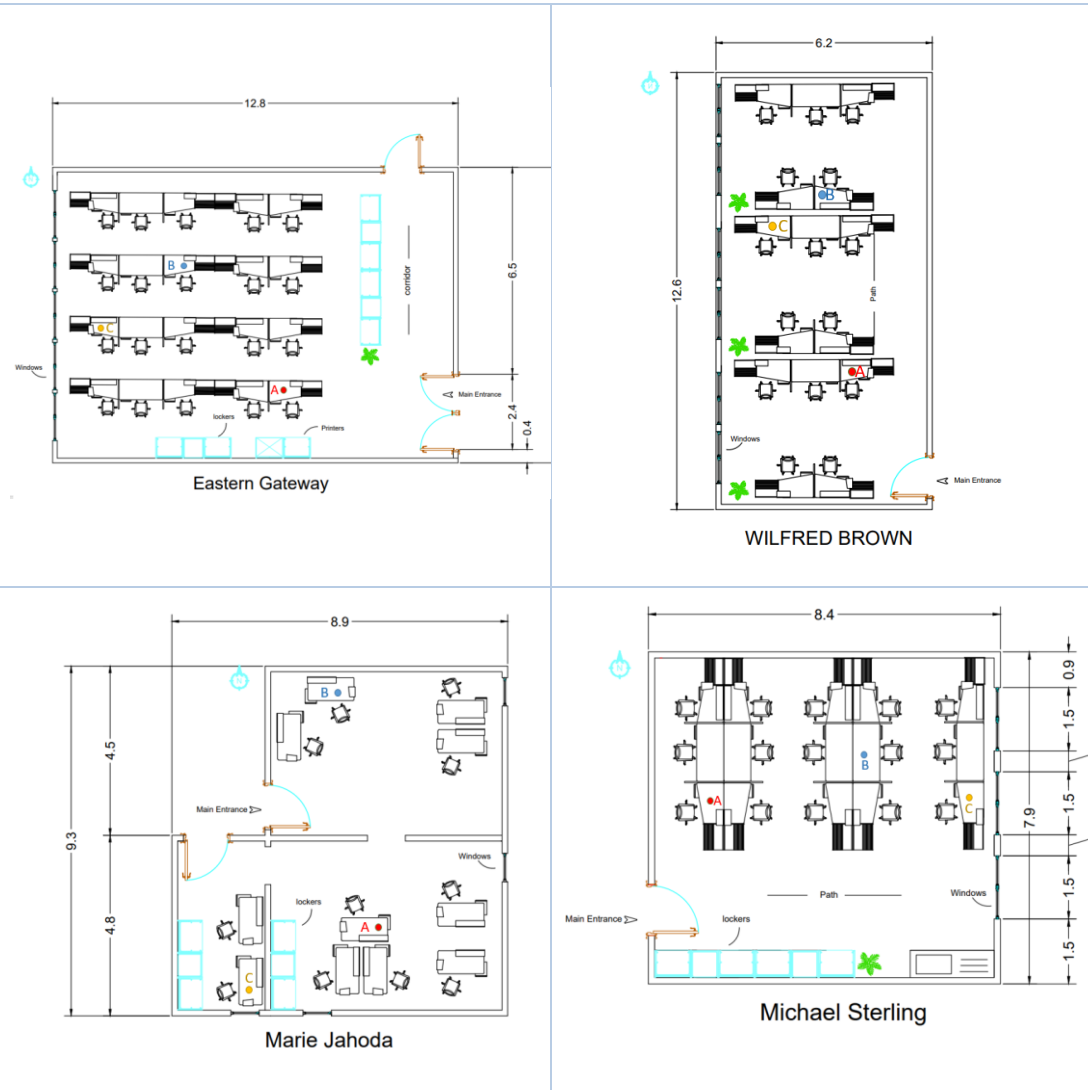 12.8
N
B
C
A
corridor
6.5
2.4
0.4
Windows
Main Entrance
lockers
Printers
Eastern Gateway
6.2
N
12.6
B
C
Path
A
Windows
Main Entrance
WILFRED BROWN
8.9
N
B
4.5
9.3
Main Entrance
Windows
4.8
lockers
A
C
Marie Jahoda
8.4
N
0.9
1.5
B
A
C
1.5
7.9
Path
Windows
1.5
Main Entrance
lockers
1.5
Michael Sterling